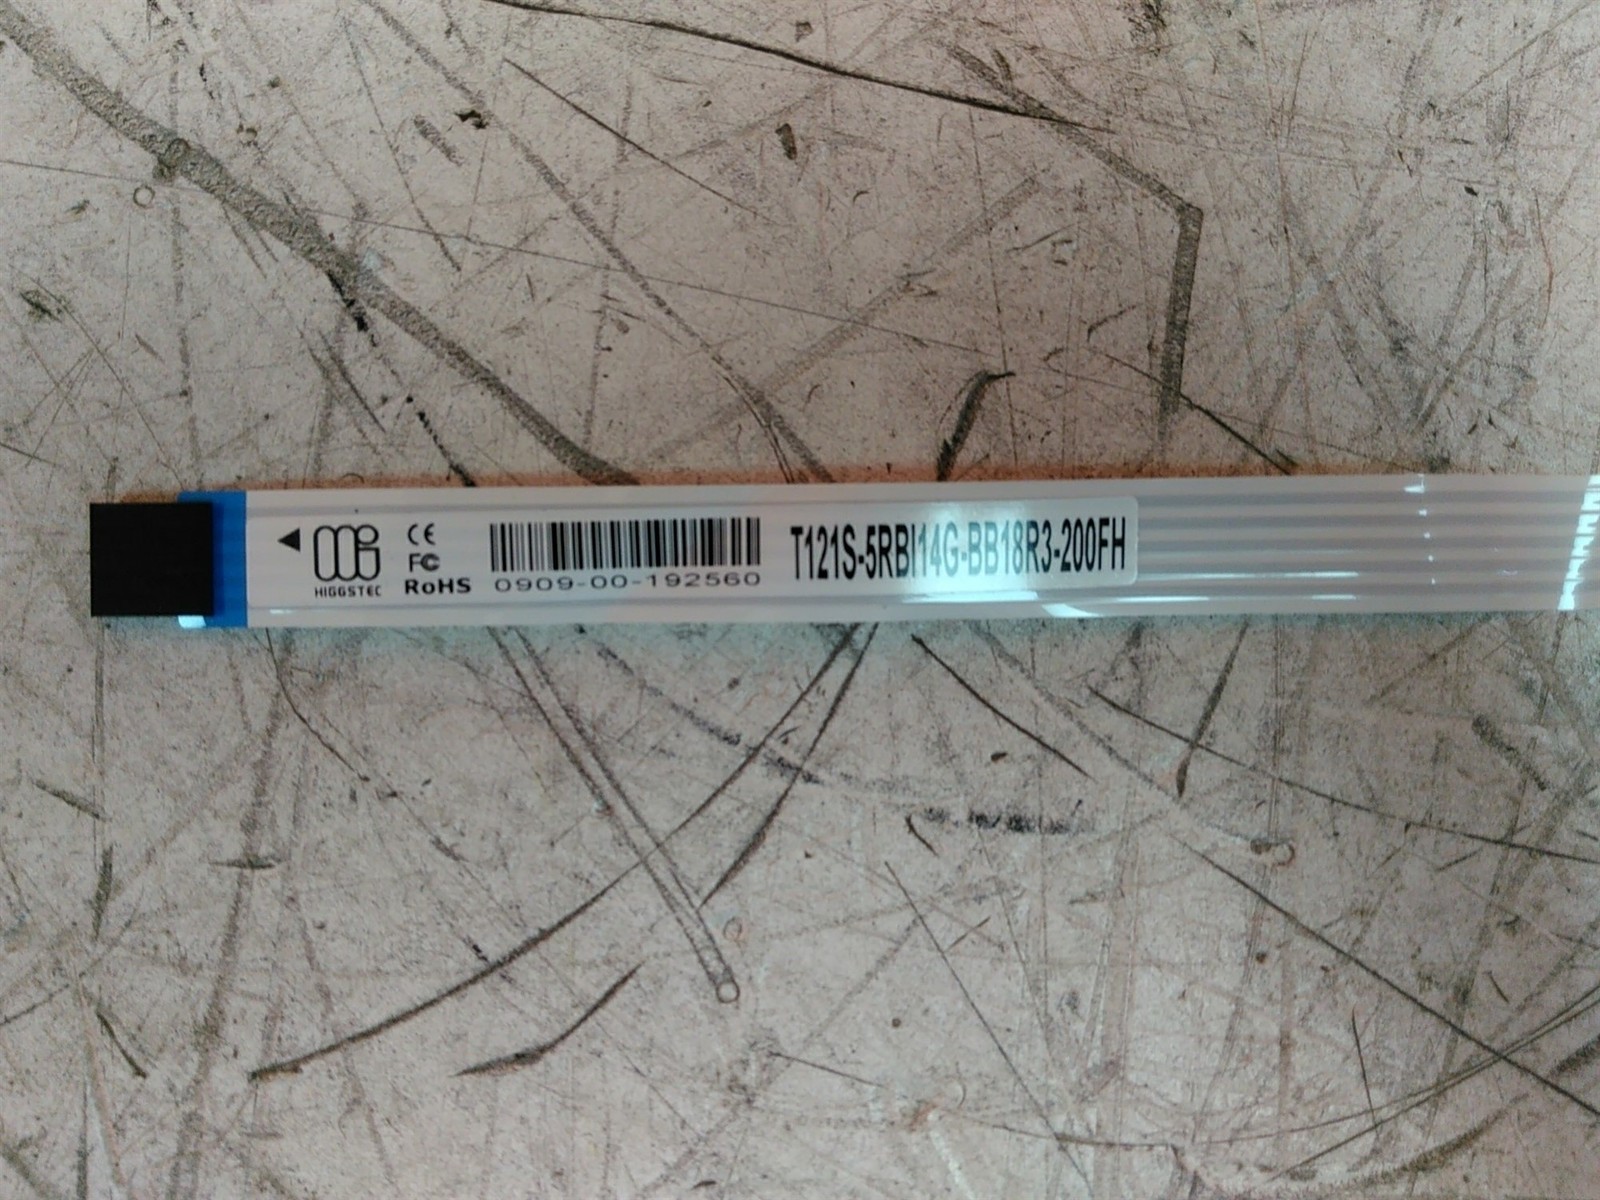 HIGGSTEC
CE
FC
RoHS
0909-00-192560
T121S-5RBI14G-BB18R3-200FH